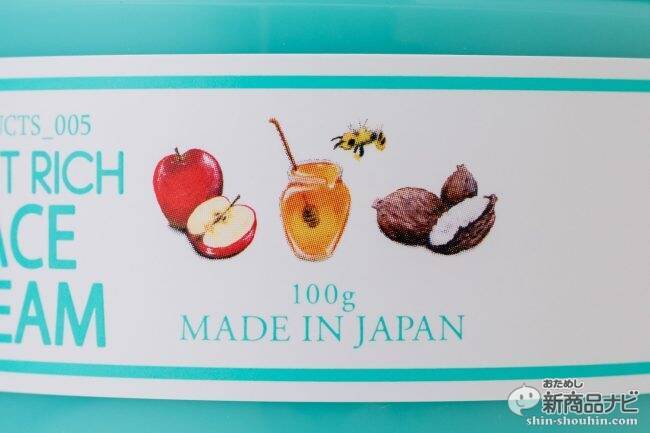 UCTS_005
T RICH
ACE
EAM
100g
MADE IN JAPAN
おためし
新商品ナビ
shin-shouhin.com